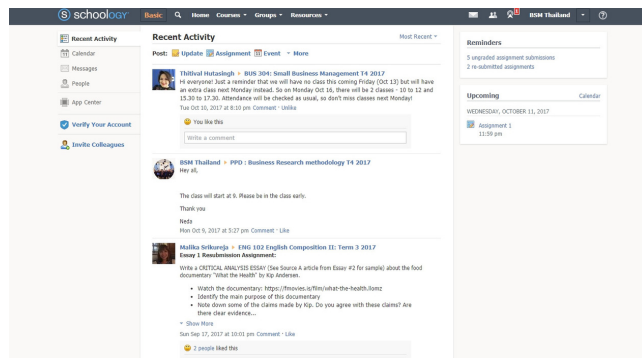 S schoology®
Basic Home Courses Groups Resources 1 BSM Thailand
Recent Activity
Calendar
Messages
People
App Center
Verify Your Account
Invite Colleagues
Recent Activity Most Recent
Post: Update Assignment 31 Event More
Thitival Hutasingh ▸ BUS 304: Small Business Management T4 2017
Hi everyone! Just a reminder that we will have no class this coming Friday (Oct 13) but will have
an extra class next Monday instead. So on Monday Oct 16, there will be 2 classes - 10 to 12 and
15.30 to 17.30. Attendance will be checked as usual, so don't miss classes next Monday!
Tue Oct 10, 2017 at 8:10 pm Comment · Unlike
You like this
Write a comment
BSM Thailand ▸ PPD : Business Research methodology T4 2017
Hey all,
The class will start at 9. Please be in the class early.
Thank you
Neda
Mon Oct 9, 2017 at 5:27 pm Comment · Like
Malika Srikureja ▸ ENG 102 English Composition II: Term 3 2017
Essay 1 Resubmission Assignment:
Write a CRITICAL ANALYSIS ESSAY (See Source A article from Essay #2 for sample) about the food
documentary "What the Health" by Kip Andersen.
• Watch the documentary: https://fmovies.is/film/what-the-health.llomz
• Identify the main purpose of this documentary
• Note down some of the claims made by Kip. Do you agree with these claims? Are
there clear evidence...
Show More
Sun Sep 17, 2017 at 10:01 pm Comment · Like
2 people liked this
Reminders
5 ungraded assignment submissions
2 re-submitted assignments
Upcoming Calendar
WEDNESDAY, OCTOBER 11, 2017
Assignment 1
11:59 pm